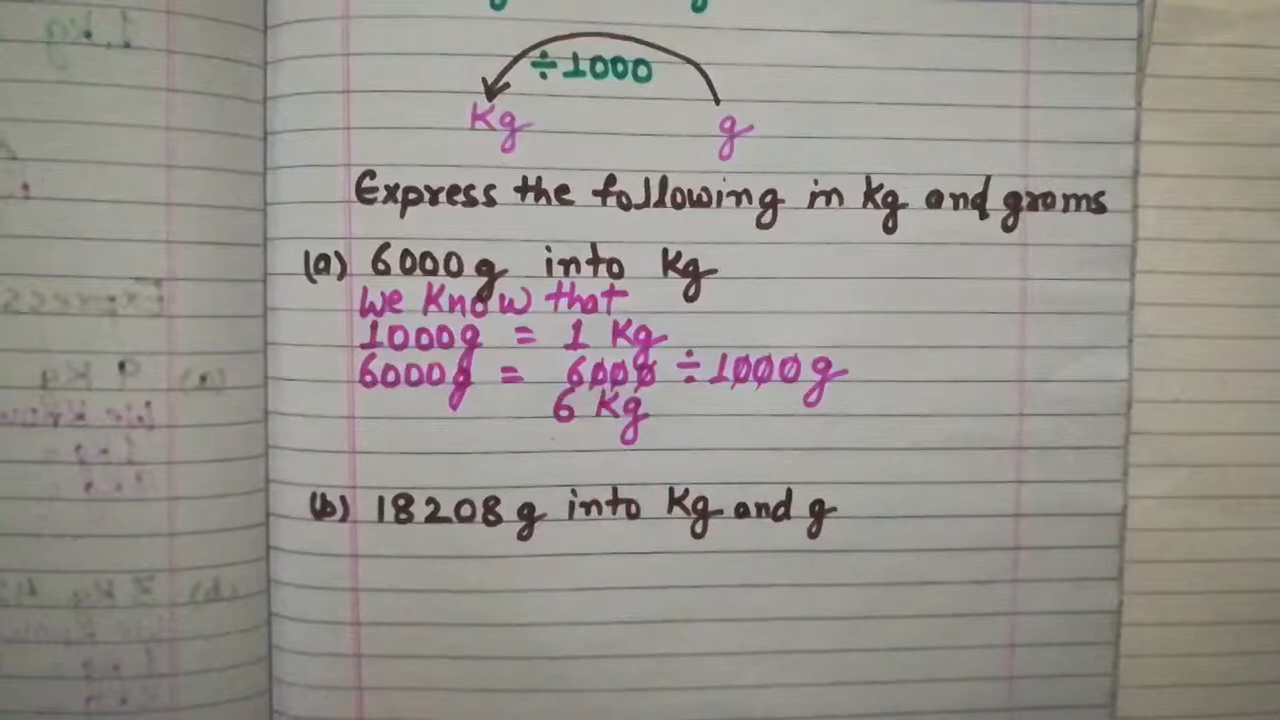 ÷1000
Kg g
Express the following in Kg and grams
(a) 6000g into Kg
We Know that
1000g = 1 Kg
6000g = 6000 ÷ 1000g
6 Kg
(b) 18208g into Kg and g